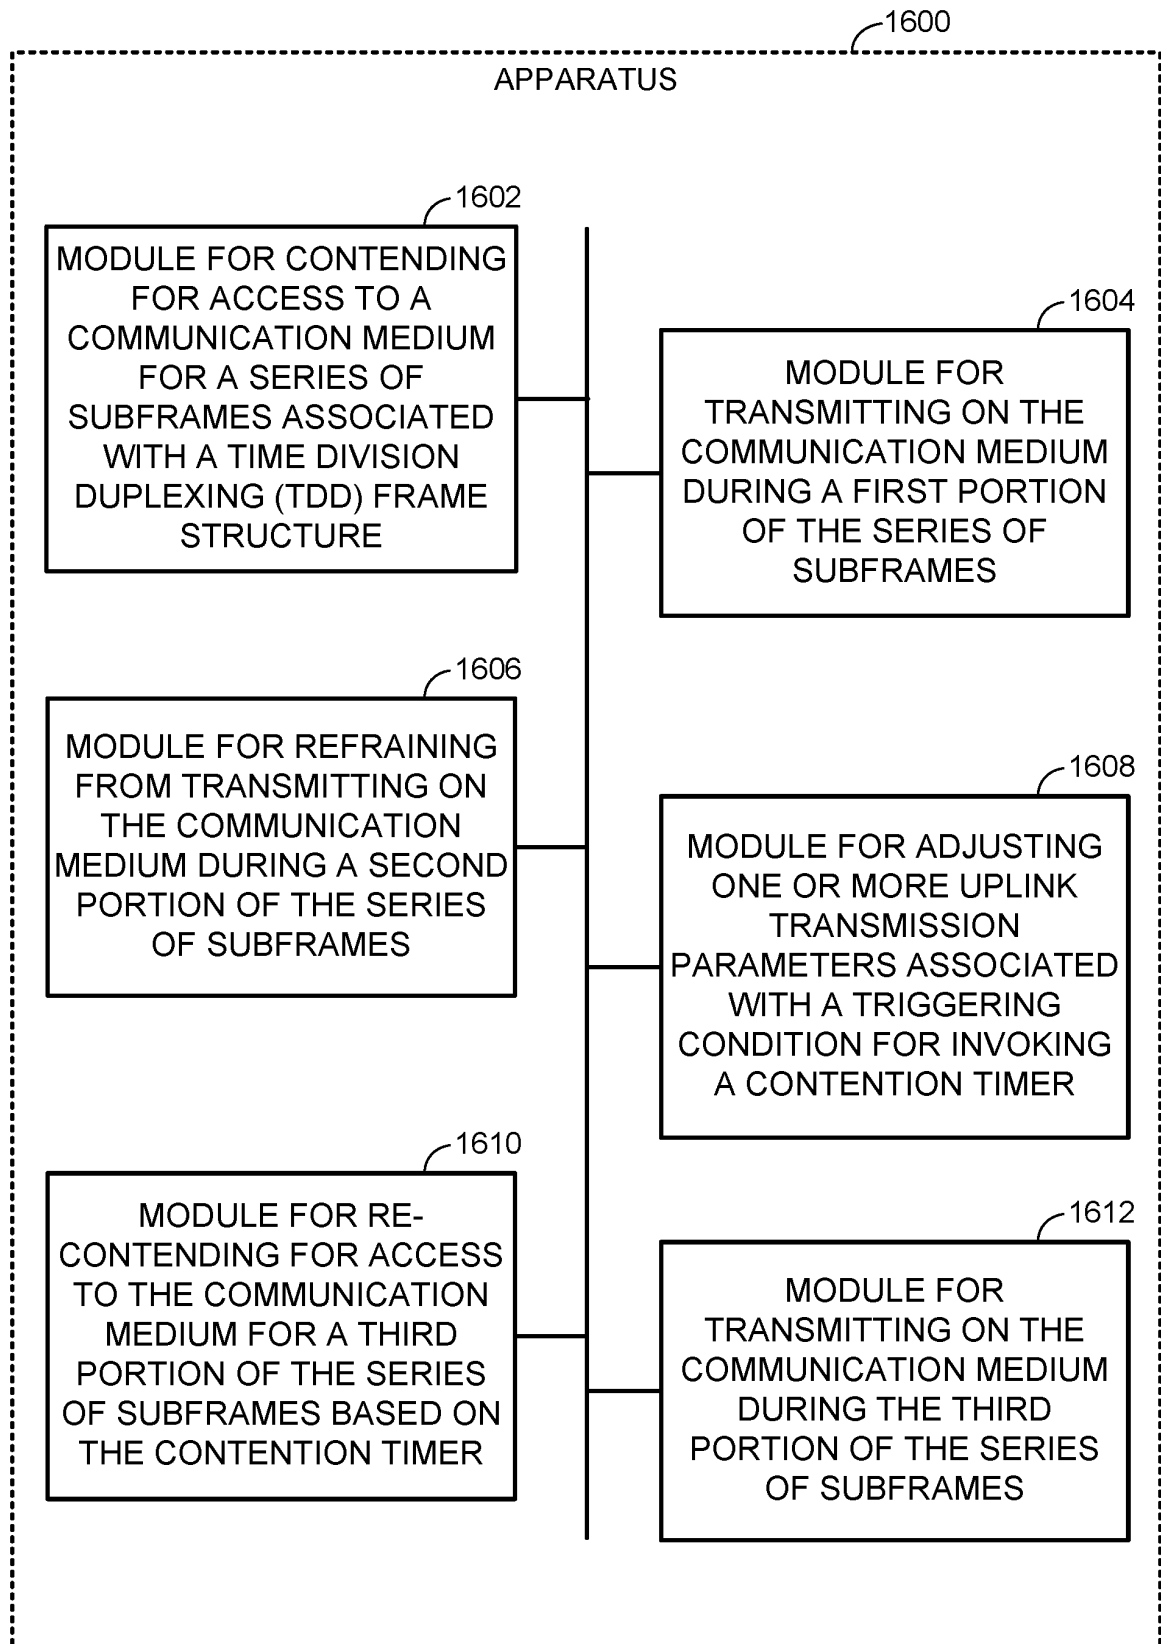 1600
APPARATUS
1602
MODULE FOR CONTENDING
FOR ACCESS TO A
COMMUNICATION MEDIUM
FOR A SERIES OF
SUBFRAMES ASSOCIATED
WITH A TIME DIVISION
DUPLEXING (TDD) FRAME
STRUCTURE
1604
MODULE FOR
TRANSMITTING ON THE
COMMUNICATION MEDIUM
DURING A FIRST PORTION
OF THE SERIES OF
SUBFRAMES
1606
MODULE FOR REFRAINING
FROM TRANSMITTING ON
THE COMMUNICATION
MEDIUM DURING A SECOND
PORTION OF THE SERIES
OF SUBFRAMES
1608
MODULE FOR ADJUSTING
ONE OR MORE UPLINK
TRANSMISSION
PARAMETERS ASSOCIATED
WITH A TRIGGERING
CONDITION FOR INVOKING
A CONTENTION TIMER
1610
MODULE FOR RE-
CONTENDING FOR ACCESS
TO THE COMMUNICATION
MEDIUM FOR A THIRD
PORTION OF THE SERIES
OF SUBFRAMES BASED ON
THE CONTENTION TIMER
1612
MODULE FOR
TRANSMITTING ON THE
COMMUNICATION MEDIUM
DURING THE THIRD
PORTION OF THE SERIES
OF SUBFRAMES